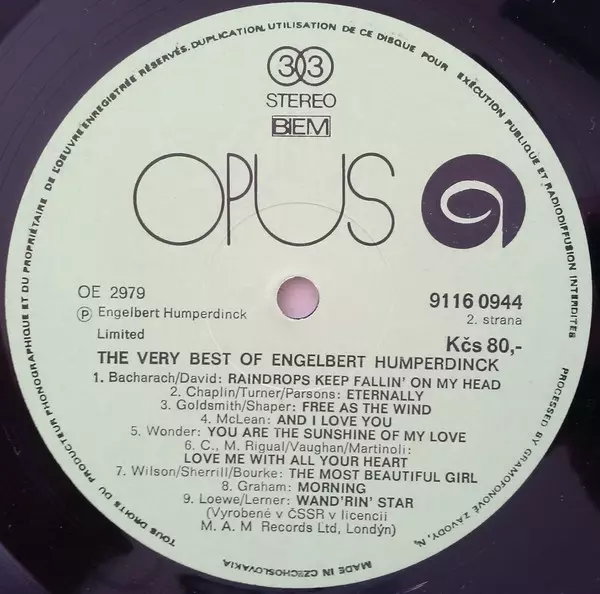 TOUS DROITS DU PRODUCTEUR PHONOGRAPHIQUE ET DU PROPRIÉTAIRE DE L'OEUVRE ENREGISTRÉE RÉSERVÉS. DUPLICATION, UTILISATION DE CE DISQUE POUR EXÉCUTION PUBLIQUE ET RADIODIFFUSION INTERDITES
33
STEREO
BIEM
OPUS
OE 2979
9116 0944
Ⓟ Engelbert Humperdinck
2. strana
Limited
Kčs 80,-
THE VERY BEST OF ENGELBERT HUMPERDINCK
1. Bacharach/David: RAINDROPS KEEP FALLIN' ON MY HEAD
2. Chaplin/Turner/Parsons: ETERNALLY
3. Goldsmith/Shaper: FREE AS THE WIND
4. McLean: AND I LOVE YOU
5. Wonder: YOU ARE THE SUNSHINE OF MY LOVE
6. C., M. Rigual/Vaughan/Martinoli:
LOVE ME WITH ALL YOUR HEART
7. Wilson/Sherrill/Bourke: THE MOST BEAUTIFUL GIRL
8. Graham: MORNING
9. Loewe/Lerner: WAND'RIN' STAR
(Vyrobené v ČSSR v licencii
M. A. M Records Ltd, Londýn)
PROCESSED BY GRAMOFONOVÉ ZÁVODY, N.
MADE IN CZECHOSLOVAKIA